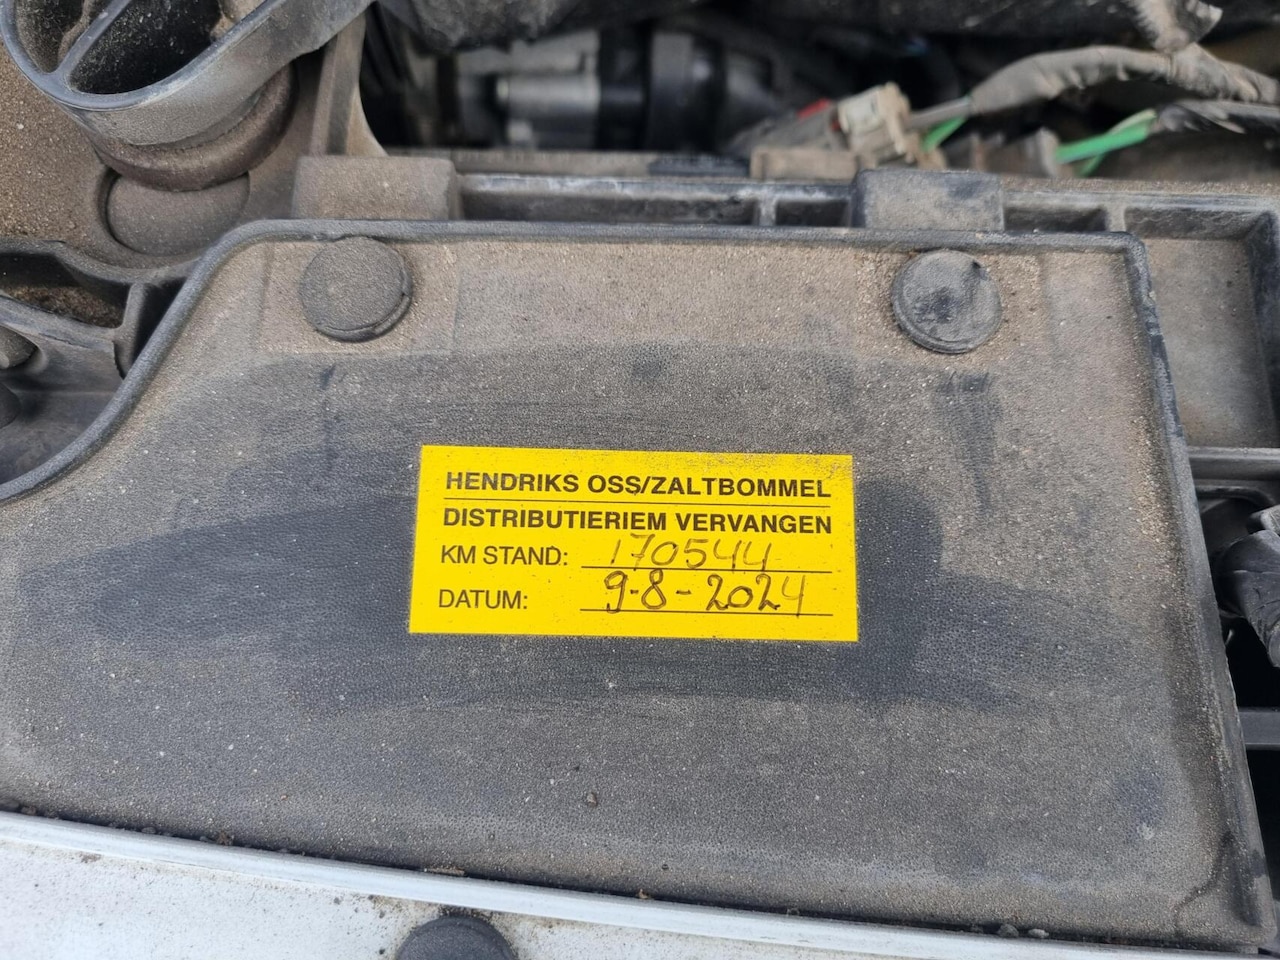 HENDRIKS OSS/ZALTBOMMEL
DISTRIBUTIERIEM VERVANGEN
KM STAND: 170544
DATUM: 9-8-2024